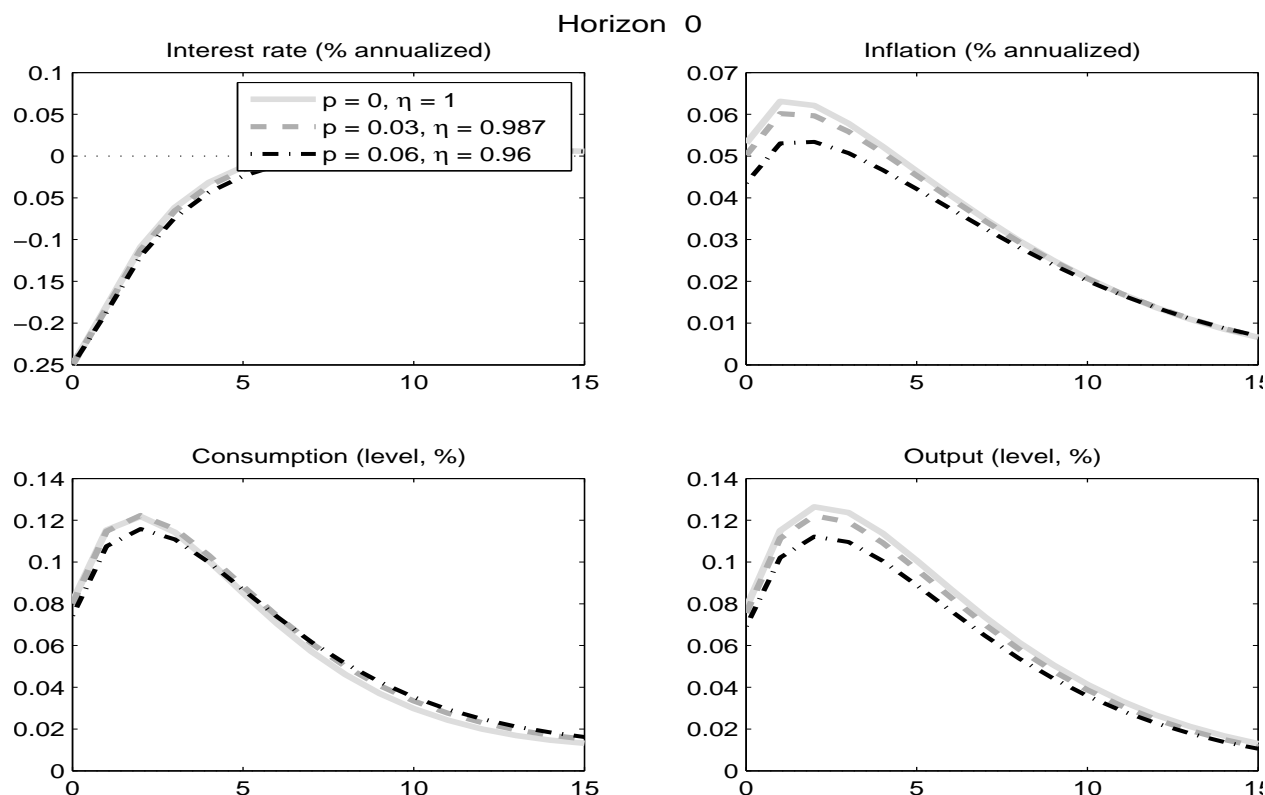 Horizon 0
Interest rate (% annualized)
0.1
0.05
0
0.05
−0.1
0.15
−0.2
0.25
0 5 10 15
p = 0, η = 1
p = 0.03, η = 0.987
p = 0.06, η = 0.96
Inflation (% annualized)
0.07
0.06
0.05
0.04
0.03
0.02
0.01
0
0 5 10 15
Consumption (level, %)
0.14
0.12
0.1
0.08
0.06
0.04
0.02
0
0 5 10 15
Output (level, %)
0.14
0.12
0.1
0.08
0.06
0.04
0.02
0
0 5 10 15